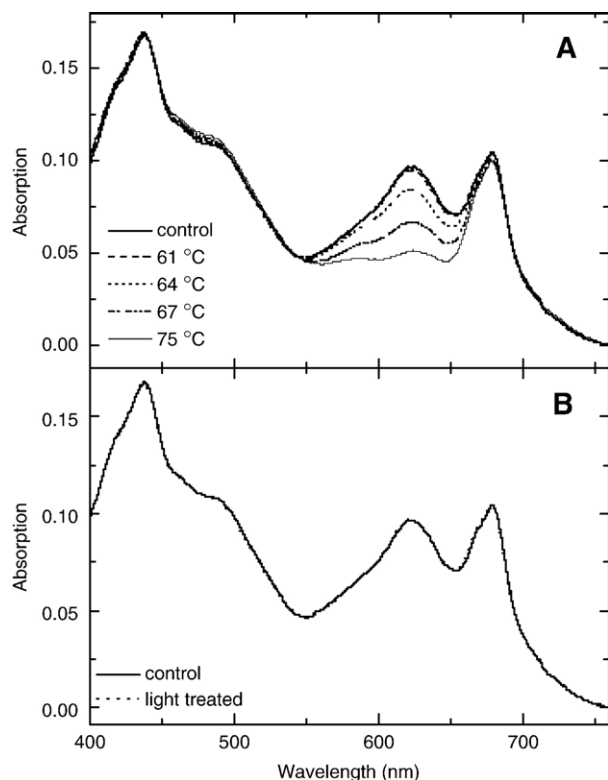 A
0.15
0.10
0.05
0.00
Absorption
control
61 °C
64 °C
67 °C
75 °C
B
0.15
0.10
0.05
0.00
Absorption
control
light treated
400 500 600 700
Wavelength (nm)